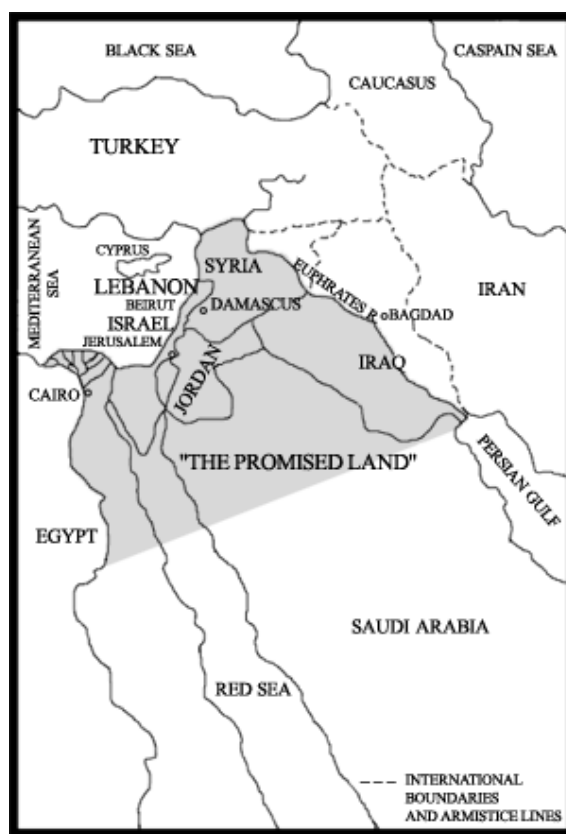 BLACK SEA
CASPAIN SEA
CAUCASUS
TURKEY
MEDITERRANEAN
SEA
CYPRUS
SYRIA
LEBANON
BEIRUT
DAMASCUS
ISRAEL
JERUSALEM
EUPHRATES R.
BAGDAD
IRAN
IRAQ
JORDAN
CAIRO
"THE PROMISED LAND"
PERSIAN GULF
EGYPT
SAUDI ARABIA
RED SEA
--- INTERNATIONAL
BOUNDARIES
AND ARMISTICE LINES